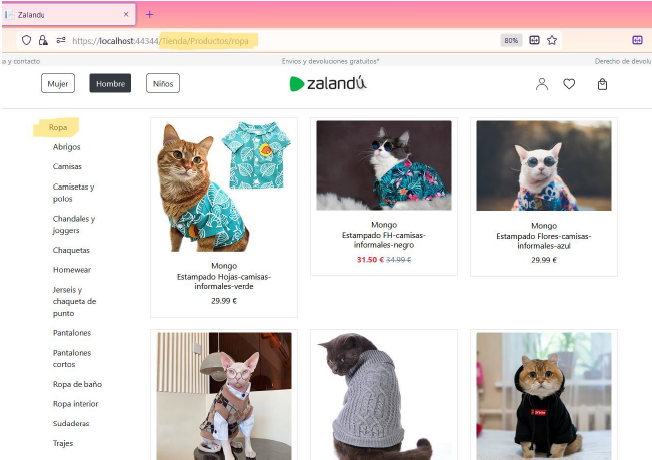 Zalandu
https://localhost:44344/Tienda/Productos/ropa
80%
a y contacto
Envíos y devoluciones gratuitos*
Derecho de devolu
Mujer
Hombre
Niños
zalandú
Ropa
Abrigos
Camisas
Camisetas y
polos
Chandales y
joggers
Chaquetas
Homewear
Jerseis y
chaqueta de
punto
Pantalones
Pantalones
cortos
Ropa de baño
Ropa interior
Sudaderas
Trajes
Mongo
Estampado Hojas-camisas-
informales-verde
29.99 €
Mongo
Estampado FH-camisas-
informales-negro
31.50 € 34.99 €
Mongo
Estampado Flores-camisas-
informales-azul
29.99 €